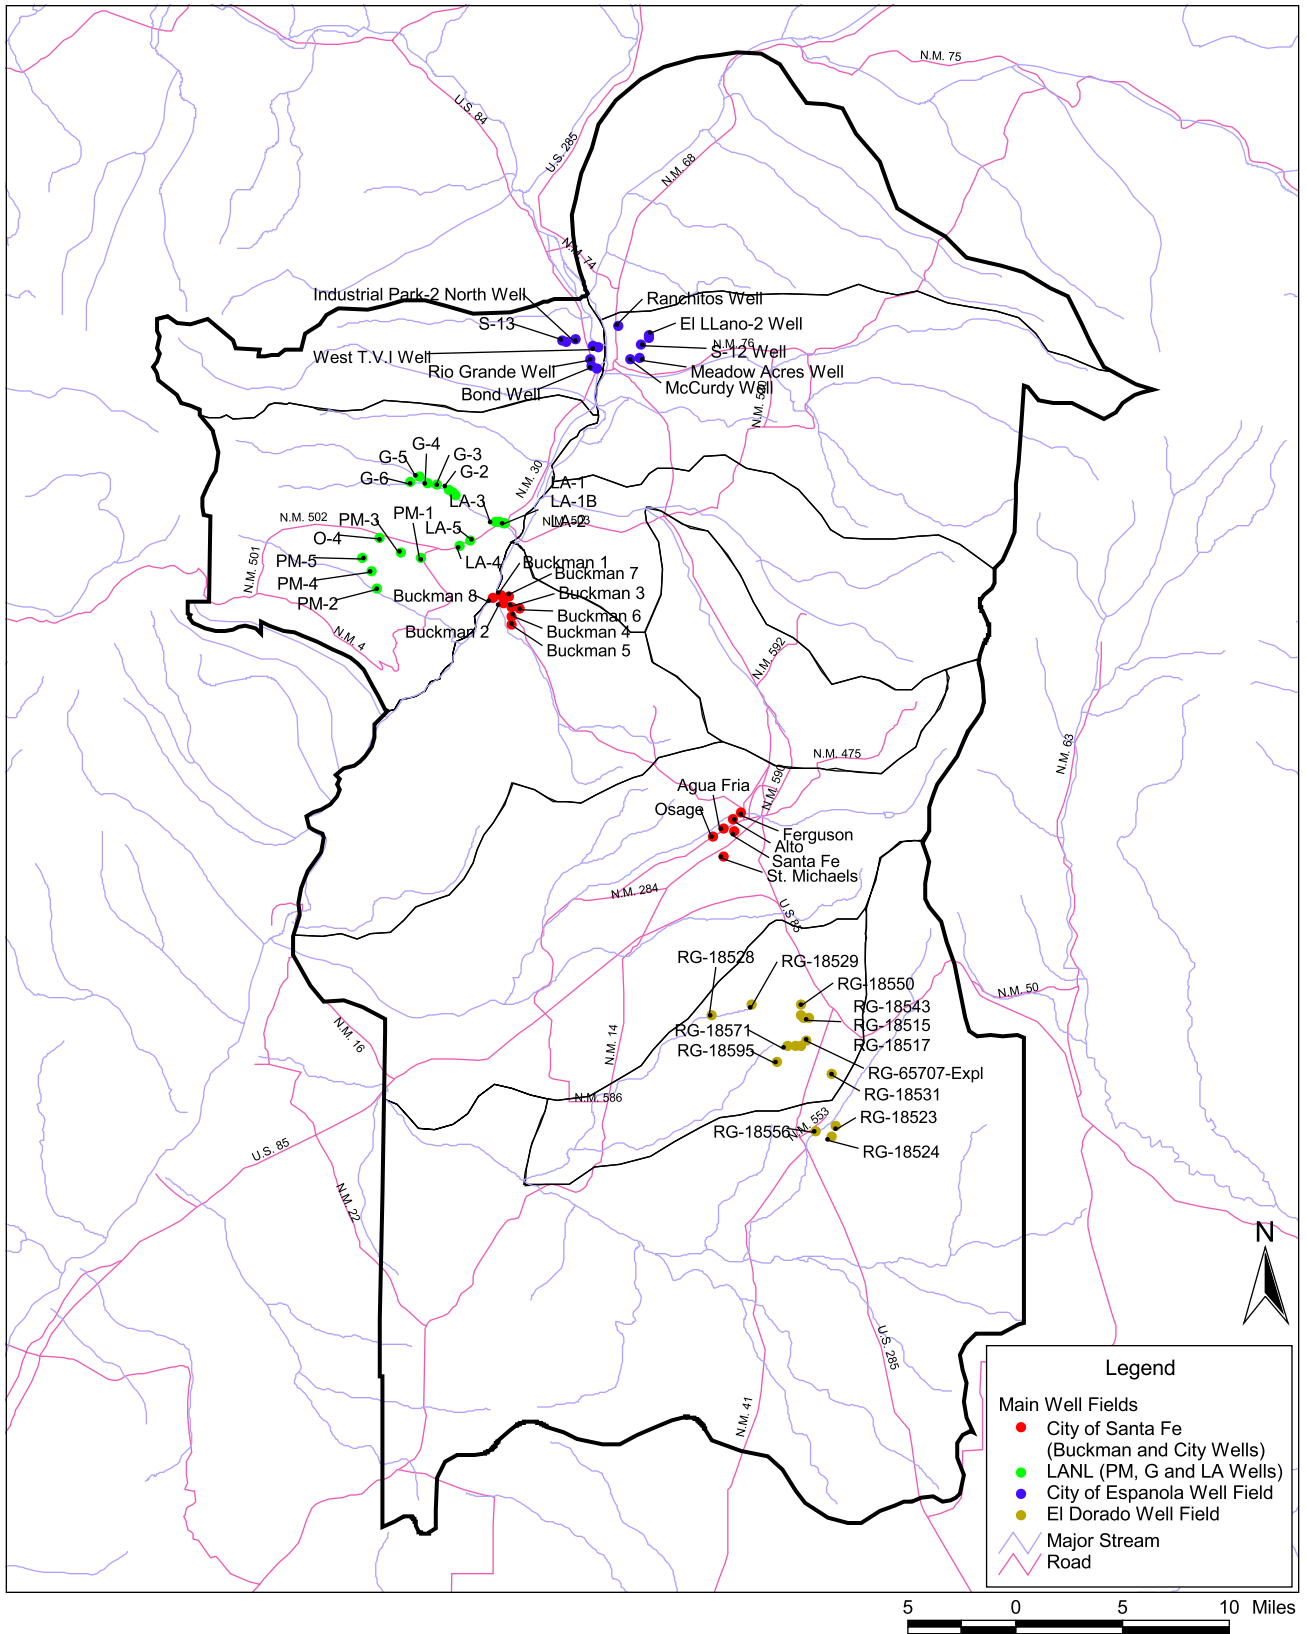 N.M. 75
U.S. 84
U.S. 285
N.M. 68
N.M. 74
Industrial Park-2 North Well
Ranchitos Well
S-13
El LLano-2 Well
N.M. 76
S-12 Well
West T.V.I Well
Rio Grande Well
Meadow Acres Well
McCurdy Well
Bond Well
G-4
G-5
G-3
G-6
G-2
N.M. 30
LA-1
LA-3
LA-1B
LA-2
N.M. 503
N.M. 502
PM-3
PM-1
LA-5
O-4
N.M. 501
PM-5
LA-4
Buckman 1
PM-4
Buckman 7
PM-2
Buckman 8
Buckman 3
Buckman 6
N.M. 4
Buckman 2
Buckman 4
Buckman 5
N.M. 592
N.M. 63
N.M. 475
Agua Fria
N.M. 590
Osage
Ferguson
Alto
Santa Fe
St. Michaels
N.M. 284
U.S 85
RG-18528
RG-18529
RG-18550
N.M. 50
RG-18543
N.M. 16
N.M. 14
RG-18571
RG-18515
RG-18595
RG-18517
RG-65707-Expl
N.M. 586
RG-18531
RG-18556
N.M. 553
RG-18523
U.S. 85
RG-18524
N.M. 22
N
U.S. 285
N.M. 41
Legend
Main Well Fields
City of Santa Fe
(Buckman and City Wells)
LANL (PM, G and LA Wells)
City of Espanola Well Field
El Dorado Well Field
Major Stream
Road
5 0 5 10 Miles